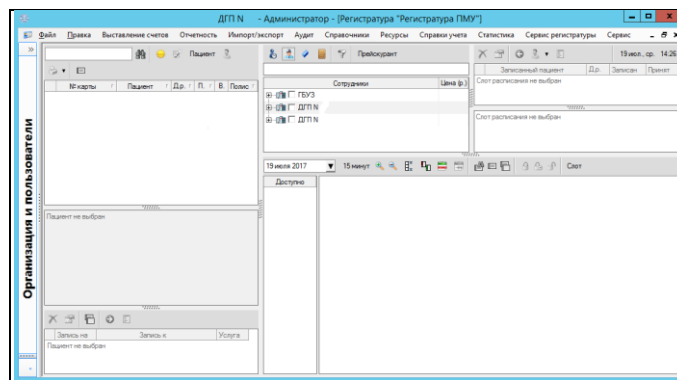 ДГП N - Администратор - [Регистратура "Регистратура ПМУ"]
Файл Правка Выставление счетов Отчетность Импорт/экспорт Аудит Справочники Ресурсы Справки учета Статистика Сервис регистратуры Сервис
Пациент Прейскурант 19 июл., ср. 14:26
№ карты Пациент Д.р. П. В. Полис
Сотрудники Цена (р.)
ГБУЗ
ДГП N
ДГП N
Записанный пациент Д.р. Записан Принят
Слот расписания не выбран
Слот расписания не выбран
19 июля 2017 15 минут Слот
Доступно
Пациент не выбран
Запись на Запись к Услуга
Пациент не выбран
Организация и пользователи